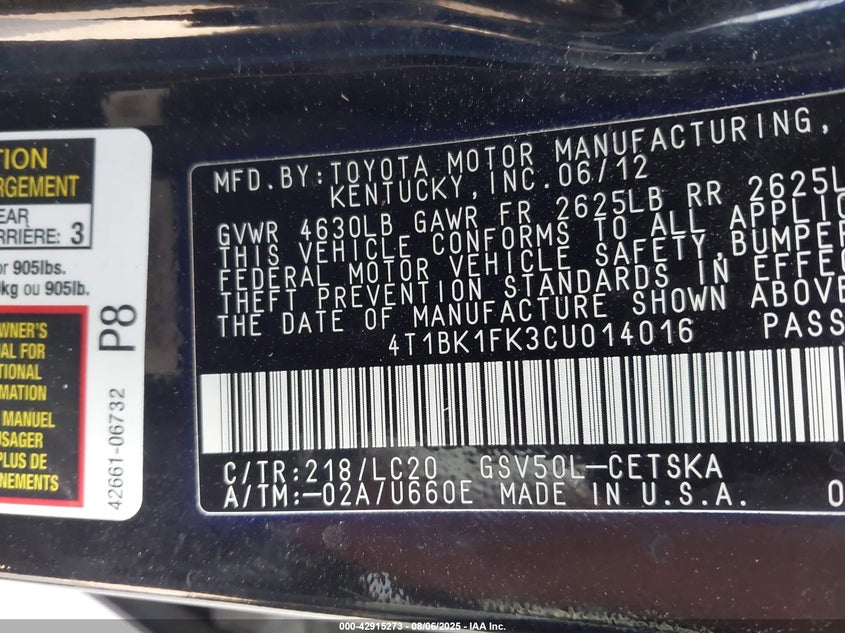 TION
RGEMENT
EAR
RRIÈRE: 3
or 905lbs.
0kg ou 905lb.
OWNER'S
AL FOR
TIONAL
MATION
MANUEL
USAGER
PLUS DE
NEMENTS
P8
42661-06732
MFD.BY:TOYOTA MOTOR MANUFACTURING,
KENTUCKY,INC.06/12
GVWR 4630LB GAWR FR 2625LB RR 2625L
THIS VEHICLE CONFORMS TO ALL APPLIC
FEDERAL MOTOR VEHICLE SAFETY,BUMPER
THEFT PREVENTION STANDARDS IN EFFEC
THE DATE OF MANUFACTURE SHOWN ABOVE
4T1BK1FK3CU014016 PASS
C/TR:218/LC20 GSV50L-CETSKA
A/TM:-02A/U660E MADE IN U.S.A. 0
000-42915273 - 08/06/2025 - IAA, Inc.